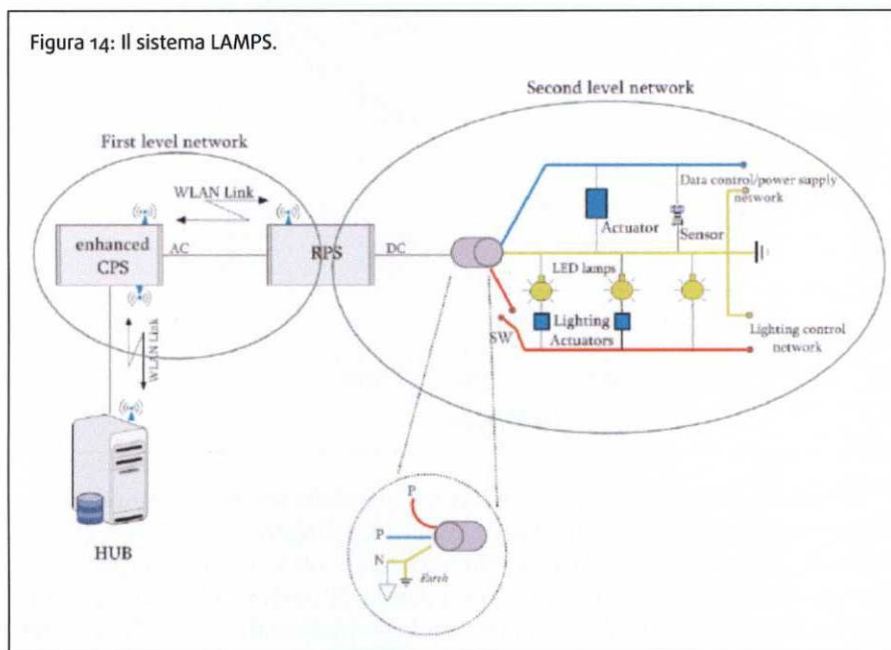 Figura 14: Il sistema LAMPS.
Second level network
First level network
WLAN Link
enhanced
CPS
AC
RPS
DC
Data control/power supply
network
Actuator
Sensor
LED lamps
Lighting
Actuators
SW
Lighting control
network
WLAN Link
HUB
P
P
N
Earth